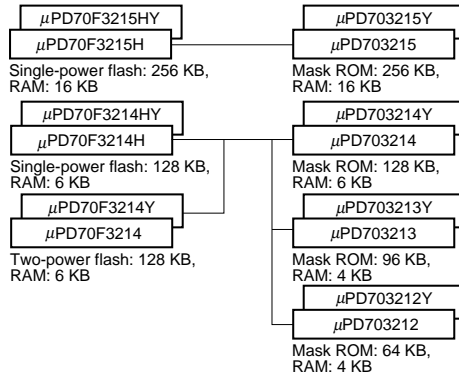 μPD70F3215HY
μPD70F3215H
Single-power flash: 256 KB,
RAM: 16 KB
μPD703215Y
μPD703215
Mask ROM: 256 KB,
RAM: 16 KB
μPD70F3214HY
μPD70F3214H
Single-power flash: 128 KB,
RAM: 6 KB
μPD703214Y
μPD703214
Mask ROM: 128 KB,
RAM: 6 KB
μPD70F3214Y
μPD70F3214
Two-power flash: 128 KB,
RAM: 6 KB
μPD703213Y
μPD703213
Mask ROM: 96 KB,
RAM: 4 KB
μPD703212Y
μPD703212
Mask ROM: 64 KB,
RAM: 4 KB